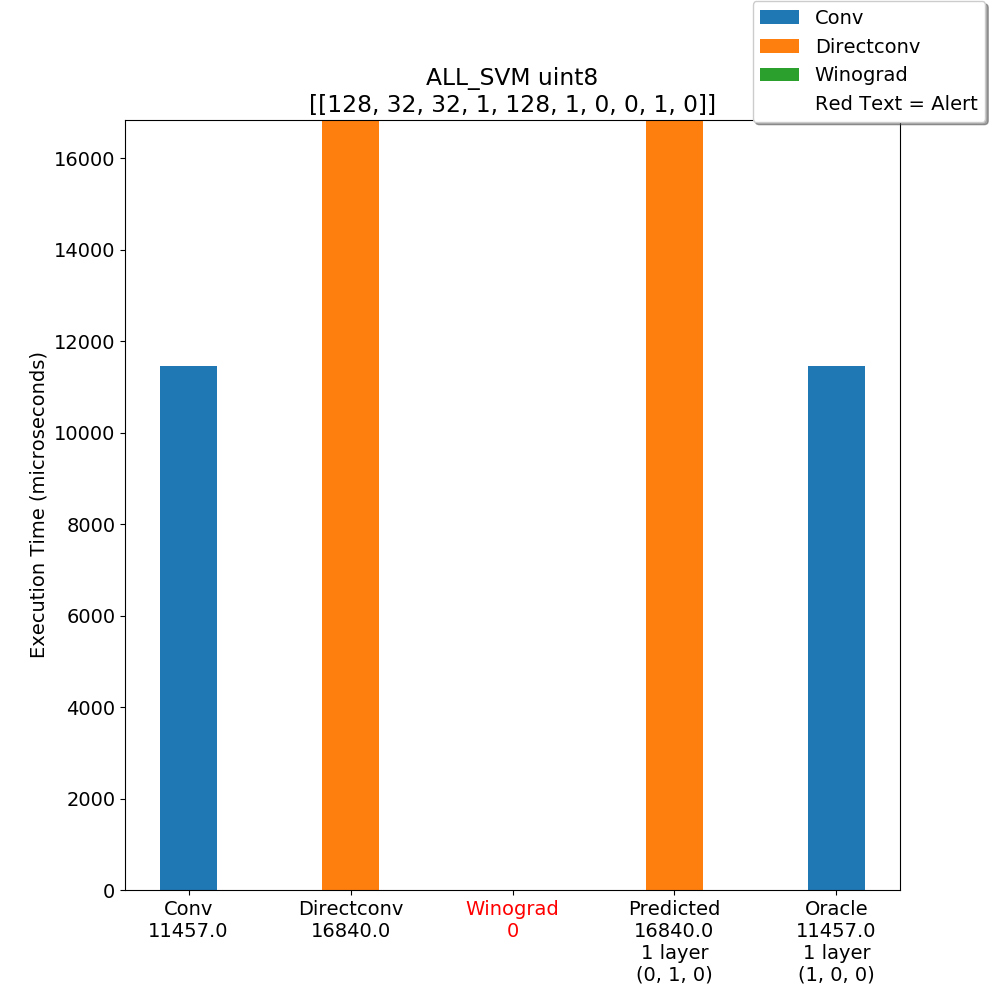 Conv
Directconv
Winograd
Red Text = Alert
ALL_SVM uint8
[[128, 32, 32, 1, 128, 1, 0, 0, 1, 0]]
Execution Time (microseconds)
16000
14000
12000
10000
8000
6000
4000
2000
0
Conv
11457.0
Directconv
16840.0
Winograd
0
Predicted
16840.0
1 layer
(0, 1, 0)
Oracle
11457.0
1 layer
(1, 0, 0)